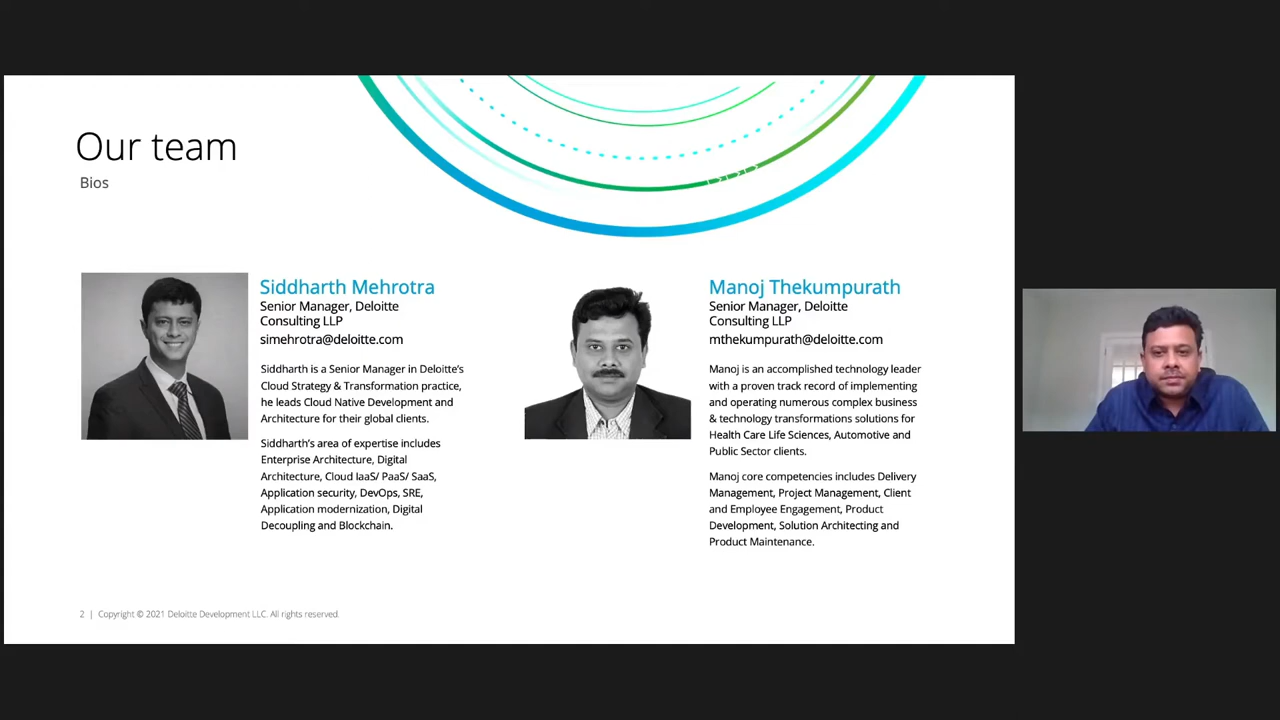 Our team
Bios
Siddharth Mehrotra
Senior Manager, Deloitte
Consulting LLP
simehrotra@deloitte.com
Siddharth is a Senior Manager in Deloitte's
Cloud Strategy & Transformation practice,
he leads Cloud Native Development and
Architecture for their global clients.
Siddharth's area of expertise includes
Enterprise Architecture, Digital
Architecture, Cloud IaaS/ PaaS/ SaaS,
Application security, DevOps, SRE,
Application modernization, Digital
Decoupling and Blockchain.
Manoj Thekumpurath
Senior Manager, Deloitte
Consulting LLP
mthekumpurath@deloitte.com
Manoj is an accomplished technology leader
with a proven track record of implementing
and operating numerous complex business
& technology transformations solutions for
Health Care Life Sciences, Automotive and
Public Sector clients.
Manoj core competencies includes Delivery
Management, Project Management, Client
and Employee Engagement, Product
Development, Solution Architecting and
Product Maintenance.
2 | Copyright © 2021 Deloitte Development LLC. All rights reserved.